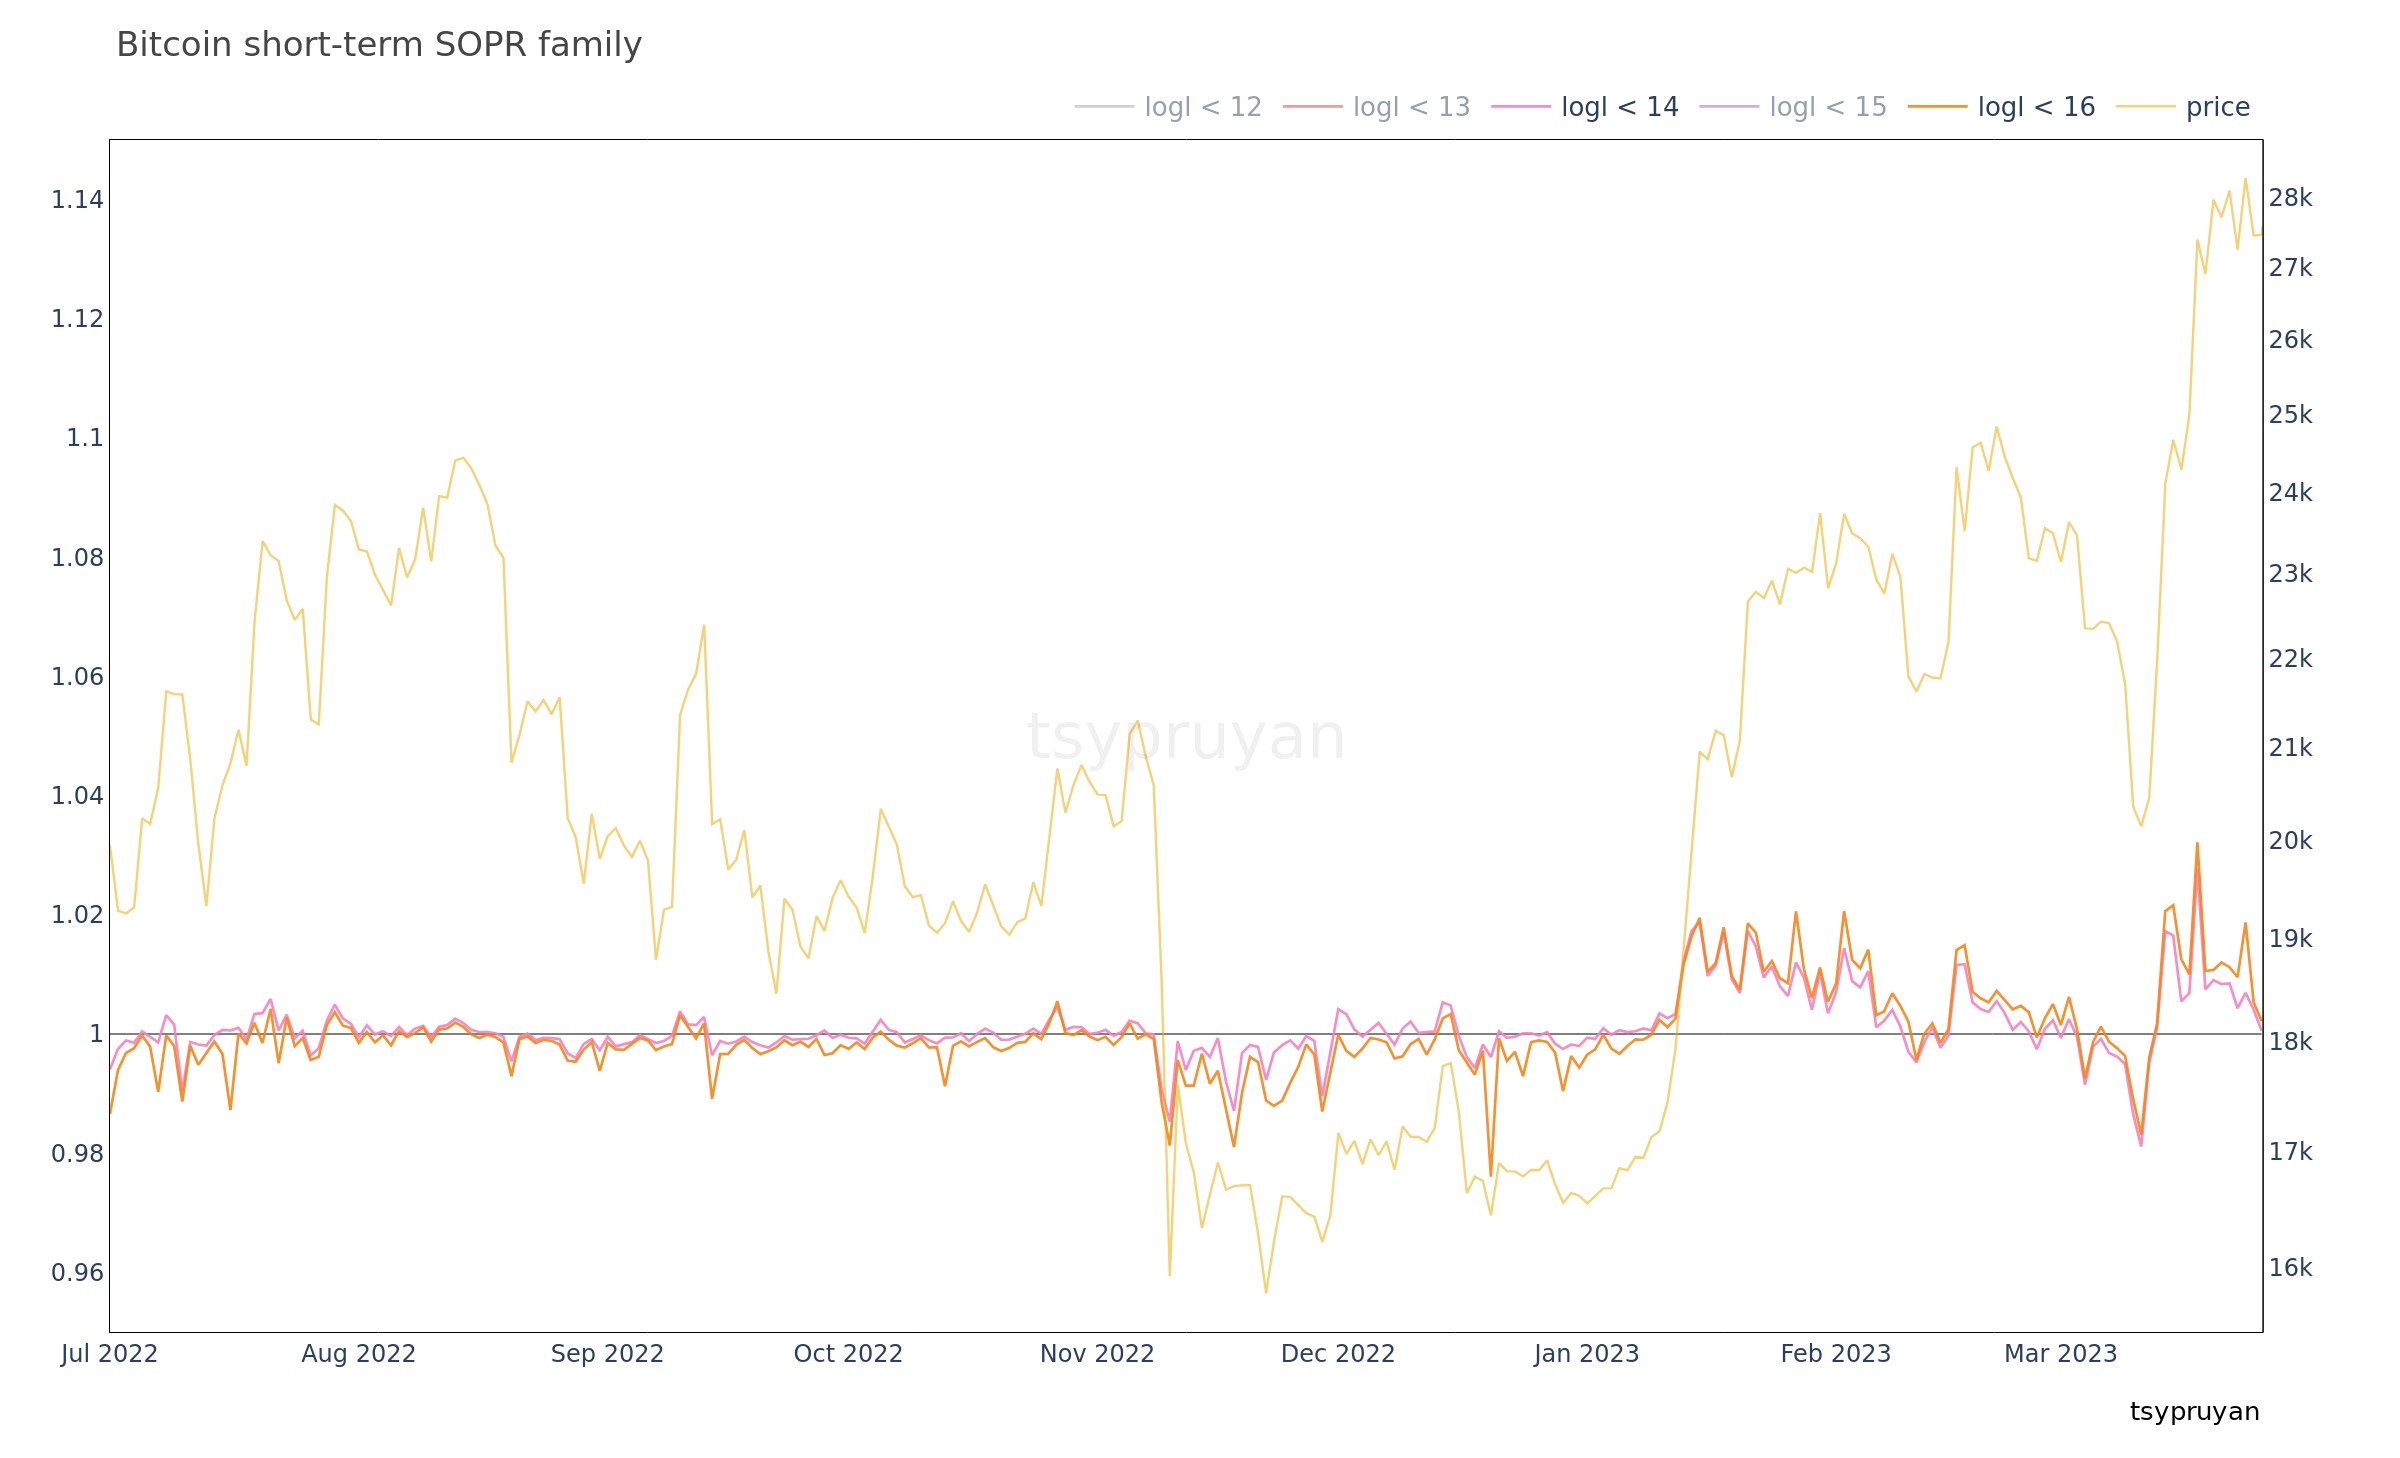 Bitcoin short-term SOPR family
logl < 12 logl < 13 logl < 14 logl < 15 logl < 16 price
1.14 28k
27k
1.12
26k
1.1 25k
24k
1.08 23k
1.06 22k
tsypruyan
21k
1.04
20k
1.02
19k
1 18k
0.98 17k
0.96 16k
Jul 2022 Aug 2022 Sep 2022 Oct 2022 Nov 2022 Dec 2022 Jan 2023 Feb 2023 Mar 2023
tsypruyan